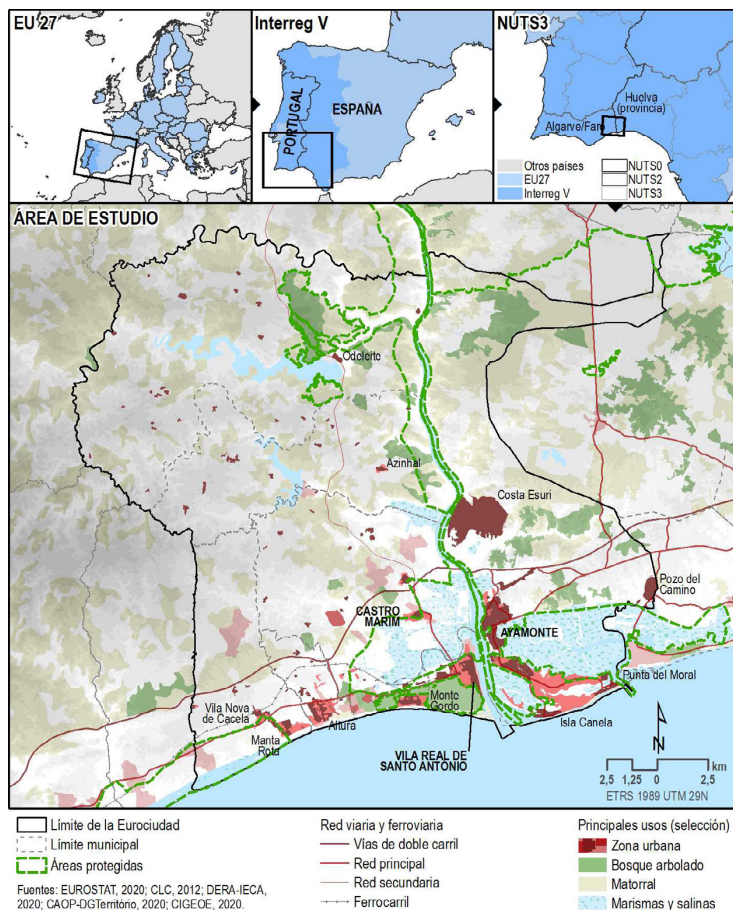 EU 27
Interreg V
PORTUGAL
ESPAÑA
NUTS3
Huelva
(provincia)
Algarve/Faro
Otros países
EU27
Interreg V
NUTS0
NUTS2
NUTS3
ÁREA DE ESTUDIO
Odeleite
Azinhal
Costa Esuri
Pozo del
Camino
CASTRO
MARIM
AYAMONTE
Punta del Moral
Vila Nova
de Cacela
Monte
Gordo
Altura
Isla Canela
Manta
Rota
VILA REAL DE
SANTO ANTÓNIO
N
km
2,5 1,25 0 2,5
ETRS 1989 UTM 29N
Límite de la Eurociudad
Límite municipal
Áreas protegidas
Fuentes: EUROSTAT, 2020; CLC, 2012; DERA-IECA,
2020; CAOP-DGTerritório, 2020; CIGEOE, 2020.
Red viaria y ferroviaria
Vías de doble carril
Red principal
Red secundaria
Ferrocarril
Principales usos (selección)
Zona urbana
Bosque arbolado
Matorral
Marismas y salinas